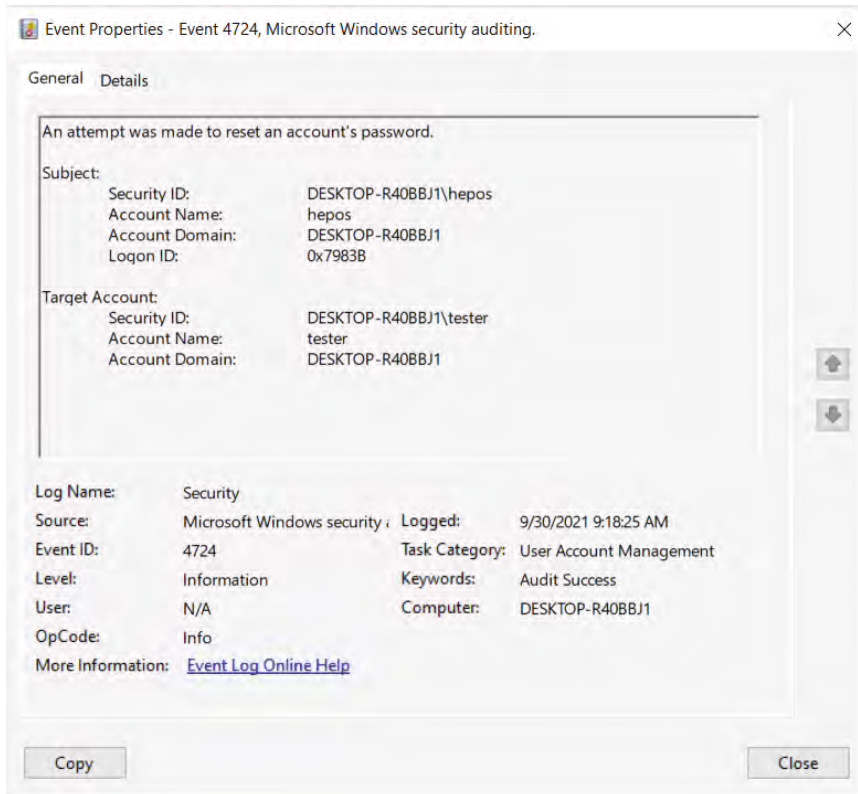 Event Properties - Event 4724, Microsoft Windows security auditing.
General Details
An attempt was made to reset an account's password.
Subject:
Security ID: DESKTOP-R40BBJ1\hepos
Account Name: hepos
Account Domain: DESKTOP-R40BBJ1
Logon ID: 0x7983B
Target Account:
Security ID: DESKTOP-R40BBJ1\tester
Account Name: tester
Account Domain: DESKTOP-R40BBJ1
Log Name: Security
Source: Microsoft Windows security Logged: 9/30/2021 9:18:25 AM
Event ID: 4724 Task Category: User Account Management
Level: Information Keywords: Audit Success
User: N/A Computer: DESKTOP-R40BBJ1
OpCode: Info
More Information: Event Log Online Help
Copy Close